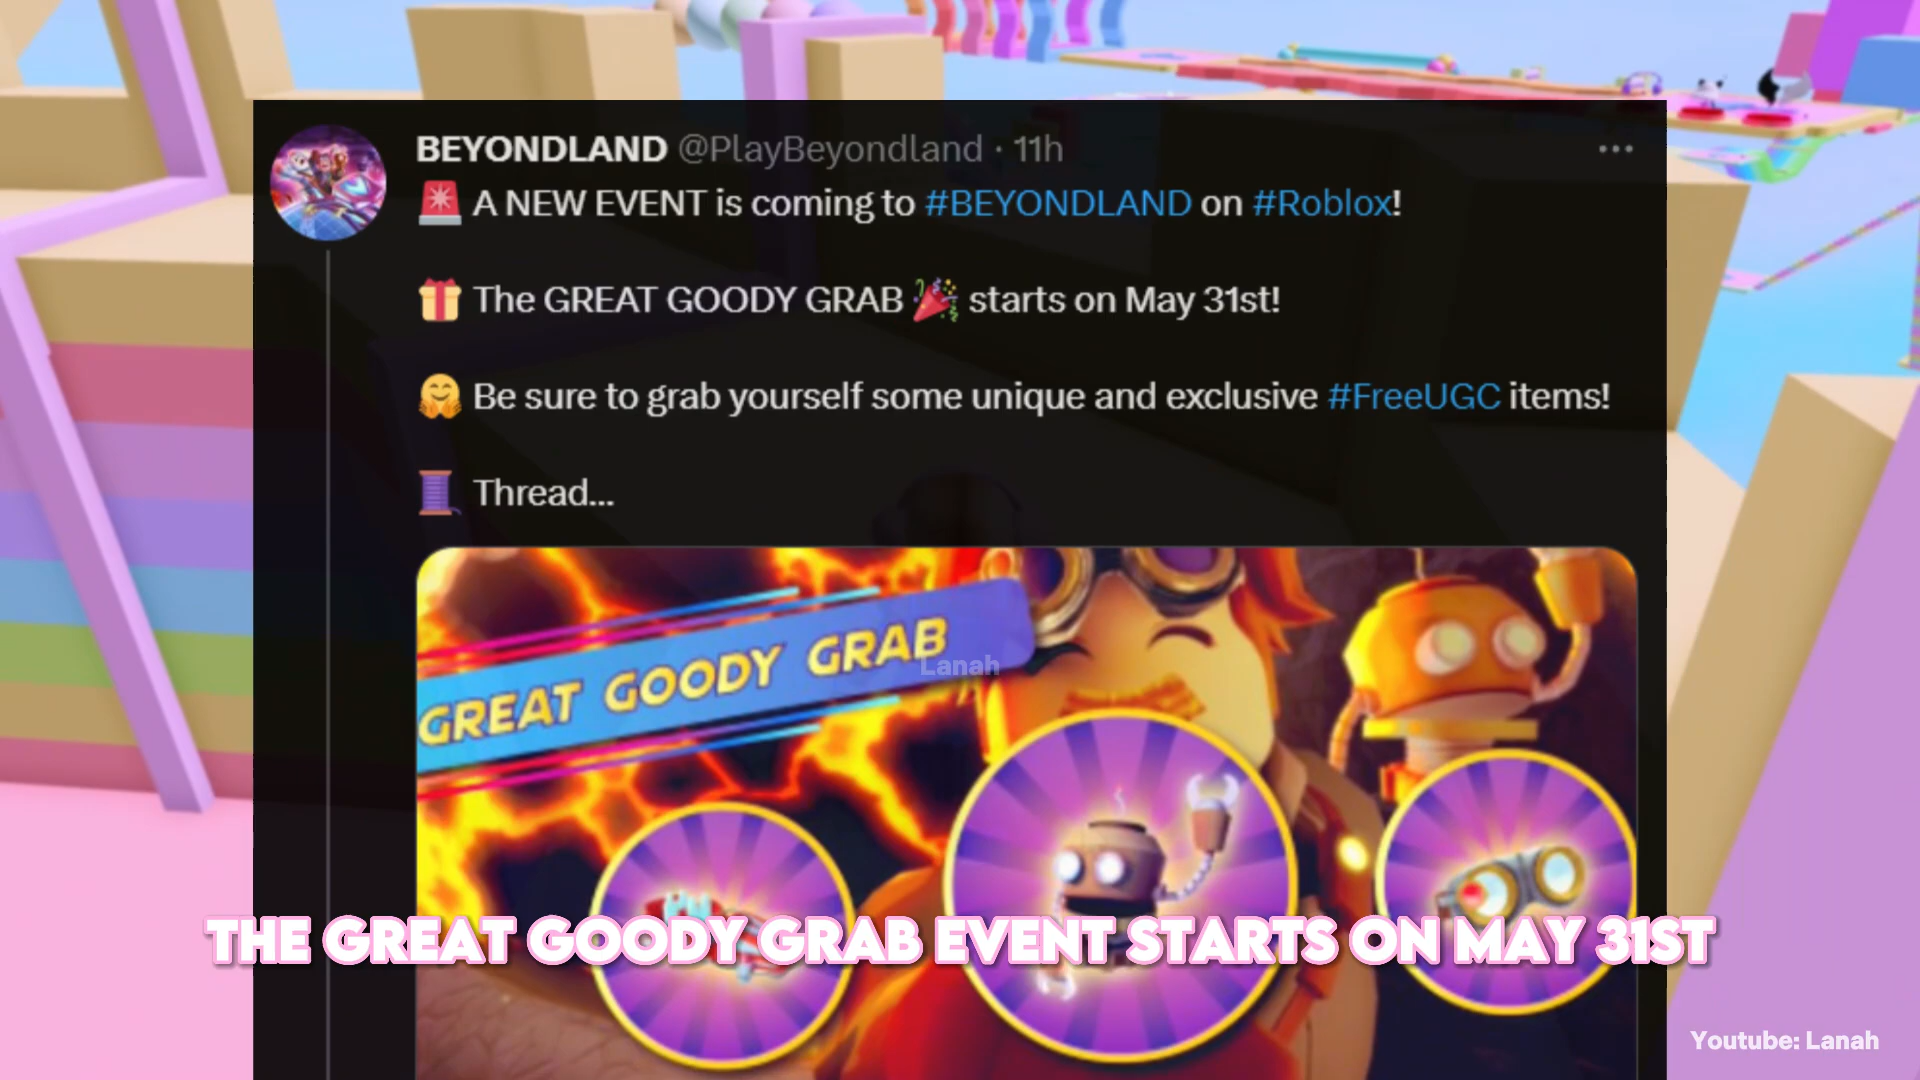 BEYONDLAND @PlayBeyondland · 11h
🚨 A NEW EVENT is coming to #BEYONDLAND on #Roblox!
🎁 The GREAT GOODY GRAB 🎉 starts on May 31st!
🤗 Be sure to grab yourself some unique and exclusive #FreeUGC items!
🧵 Thread...
GREAT GOODY GRAB
Lanah
THE GREAT GOODY GRAB EVENT STARTS ON MAY 31ST
Youtube: Lanah